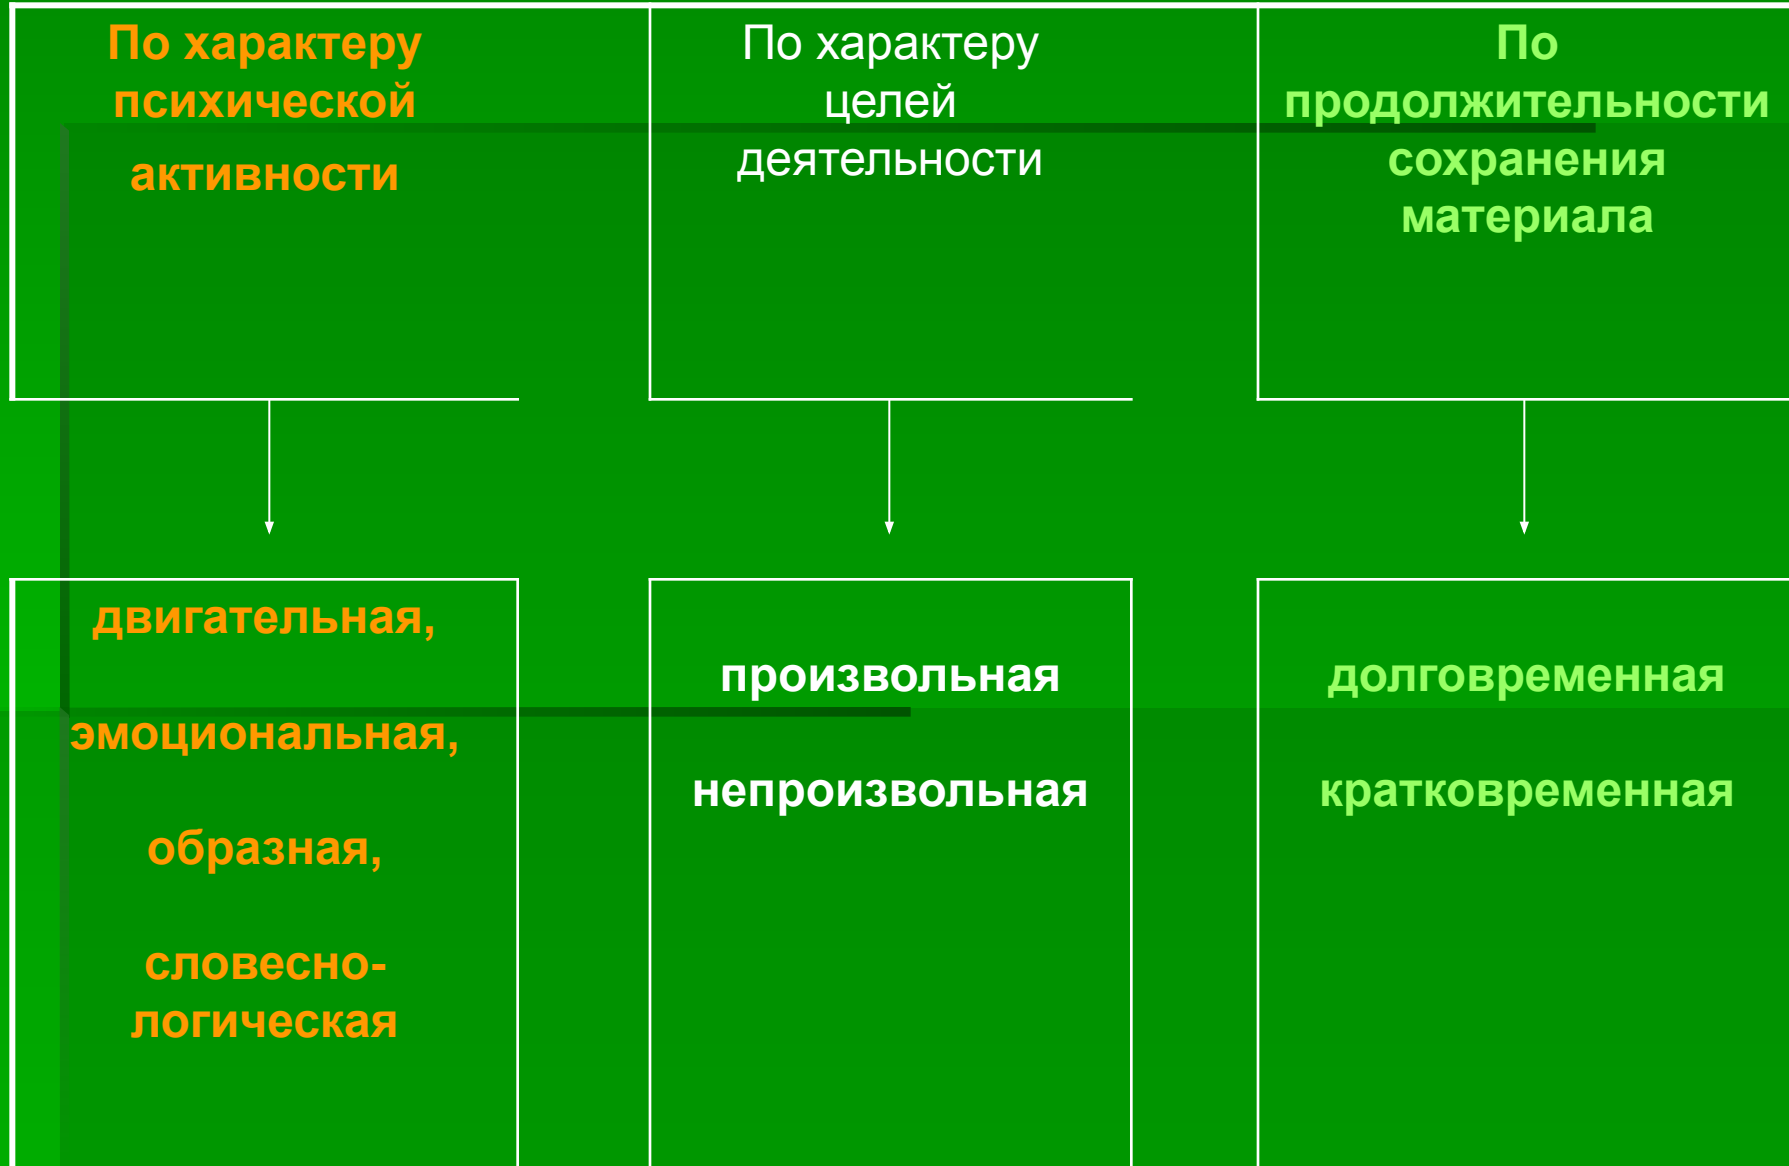 По характеру
психической
активности
По характеру
целей
деятельности
По
продолжительности
сохранения
материала
двигательная,
эмоциональная,
образная,
словесно-
логическая
произвольная
непроизвольная
долговременная
кратковременная